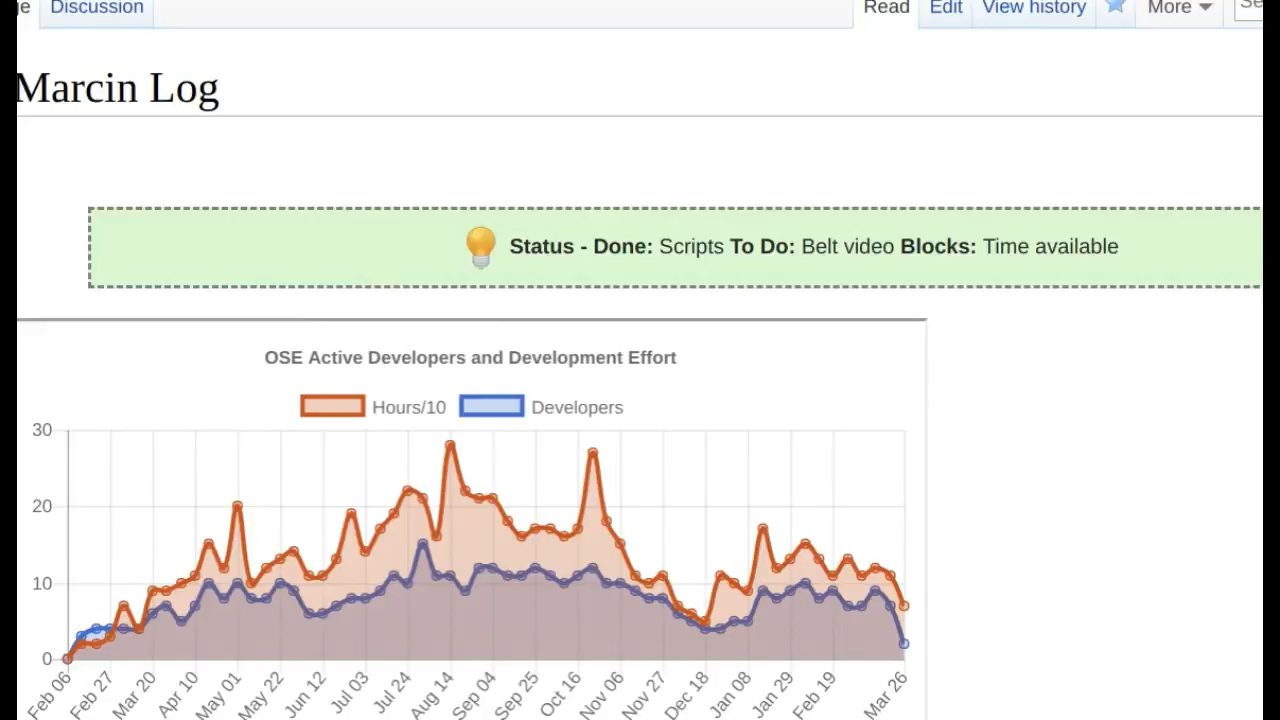 ge Discussion Read Edit View history More Se
Marcin Log
Status - Done: Scripts To Do: Belt video Blocks: Time available
OSE Active Developers and Development Effort
Hours/10 Developers
30
20
10
0
Feb 06 Feb 27 Mar 20 Apr 10 May 01 May 22 Jun 12 Jul 03 Jul 24 Aug 14 Sep 04 Sep 25 Oct 16 Nov 06 Nov 27 Dec 18 Jan 08 Jan 29 Feb 19 Mar 26